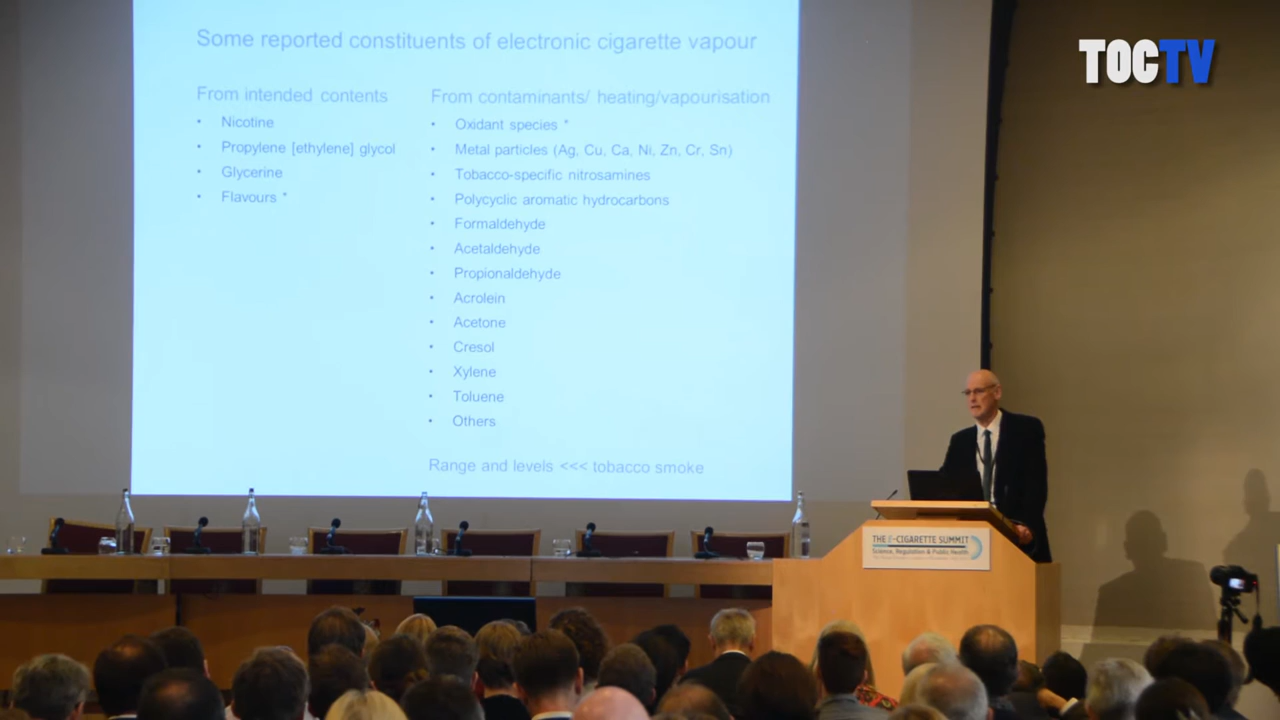 TOCTV
Some reported constituents of electronic cigarette vapour
From intended contents
• Nicotine
• Propylene [ethylene] glycol
• Glycerine
• Flavours *
From contaminants/ heating/vapourisation
• Oxidant species *
• Metal particles (Ag, Cu, Ca, Ni, Zn, Cr, Sn)
• Tobacco-specific nitrosamines
• Polycyclic aromatic hydrocarbons
• Formaldehyde
• Acetaldehyde
• Propionaldehyde
• Acrolein
• Acetone
• Cresol
• Xylene
• Toluene
• Others
Range and levels <<< tobacco smoke
THE E-CIGARETTE SUMMIT
Science, Regulation & Public Health